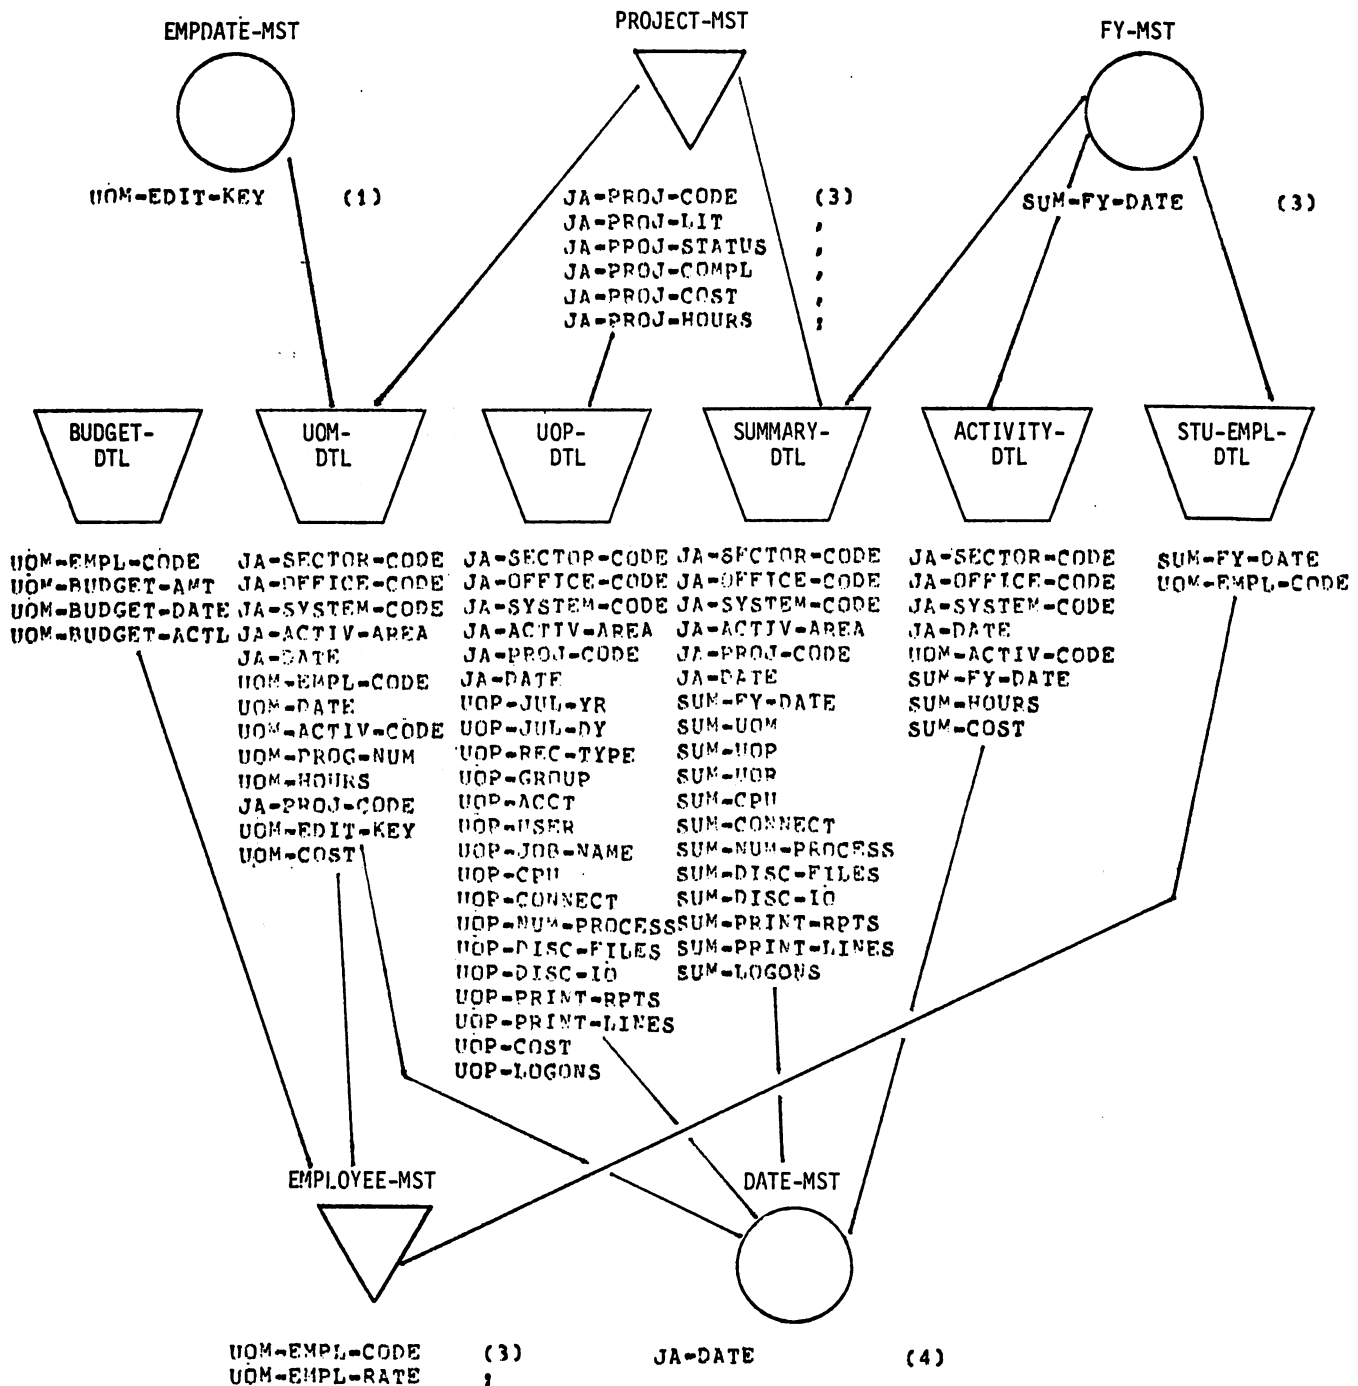 EMPDATE-MST
PROJECT-MST
FY-MST
UOM-EDIT-KEY (1)
JA-PROJ-CODE (3)
JA-PROJ-LIT ,
JA-PROJ-STATUS ,
JA-PROJ-COMPL ,
JA-PROJ-COST ,
JA-PROJ-HOURS ;
SUM-FY-DATE (3)
BUDGET-
DTL
UOM-
DTL
UOP-
DTL
SUMMARY-
DTL
ACTIVITY-
DTL
STU-EMPL-
DTL
UOM-EMPL-CODE
UOM-BUDGET-AMT
UOM-BUDGET-DATE
UOM-BUDGET-ACTL
JA-SECTOR-CODE
JA-OFFICE-CODE
JA-SYSTEM-CODE
JA-ACTIV-AREA
JA-DATE
UOM-EMPL-CODE
UOM-DATE
UOM-ACTIV-CODE
UOM-PROG-NUM
UOM-HOURS
JA-PROJ-CODE
UOM-EDIT-KEY
UOM-COST
JA-SECTOR-CODE
JA-OFFICE-CODE
JA-SYSTEM-CODE
JA-ACTIV-AREA
JA-PROJ-CODE
JA-DATE
UOP-JUL-YR
UOP-JUL-DY
UOP-REC-TYPE
UOP-GROUP
UOP-ACCT
UOP-USER
UOP-JOB-NAME
UOP-CPU
UOP-CONNECT
UOP-NUM-PROCESS
UOP-DISC-FILES
UOP-DISC-IO
UOP-PRINT-RPTS
UOP-PRINT-LINES
UOP-COST
UOP-LOGONS
JA-SECTOR-CODE
JA-OFFICE-CODE
JA-SYSTEM-CODE
JA-ACTIV-AREA
JA-PROJ-CODE
JA-DATE
SUM-FY-DATE
SUM-UOM
SUM-UOP
SUM-UOR
SUM-CPU
SUM-CONNECT
SUM-NUM-PROCESS
SUM-DISC-FILES
SUM-DISC-IO
SUM-PRINT-RPTS
SUM-PRINT-LINES
SUM-LOGONS
JA-SECTOR-CODE
JA-OFFICE-CODE
JA-SYSTEM-CODE
JA-DATE
UOM-ACTIV-CODE
SUM-FY-DATE
SUM-HOURS
SUM-COST
SUM-FY-DATE
UOM-EMPL-CODE
EMPLOYEE-MST
DATE-MST
UOM-EMPL-CODE (3)
UOM-EMPL-RATE ;
JA-DATE (4)